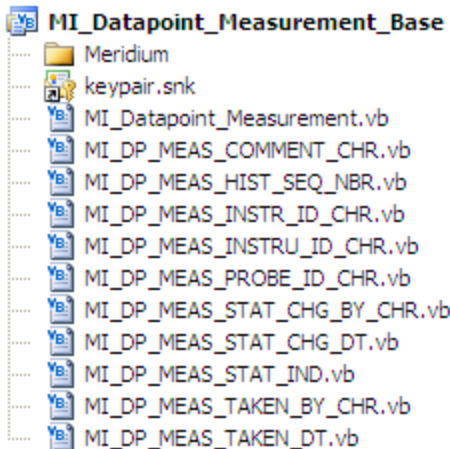 MI_Datapoint_Measurement_Base
Meridium
keypair.snk
MI_Datapoint_Measurement.vb
MI_DP_MEAS_COMMENT_CHR.vb
MI_DP_MEAS_HIST_SEQ_NBR.vb
MI_DP_MEAS_INSTR_ID_CHR.vb
MI_DP_MEAS_INSTRU_ID_CHR.vb
MI_DP_MEAS_PROBE_ID_CHR.vb
MI_DP_MEAS_STAT_CHG_BY_CHR.vb
MI_DP_MEAS_STAT_CHG_DT.vb
MI_DP_MEAS_STAT_IND.vb
MI_DP_MEAS_TAKEN_BY_CHR.vb
MI_DP_MEAS_TAKEN_DT.vb